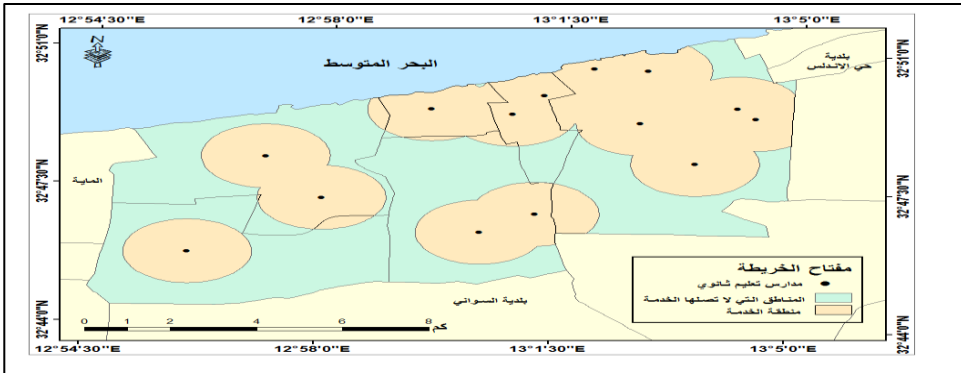 12°54'30"E 12°58'0"E 13°1'30"E 13°5'0"E
32°51'0"N
32°51'0"N
N
البحر المتوسط
بلدية
حي الاندلس
الماية
32°47'30"N
32°47'30"N
مفتاح الخريطة
مدارس تعليم ثانوي
المناطق التي لا تصلها الخدمة
منطقة الخدمة
بلدية السواني
0 1 2 4 6 8
كم
32°44'0"N
32°44'0"N
12°54'30"E 12°58'0"E 13°1'30"E 13°5'0"E